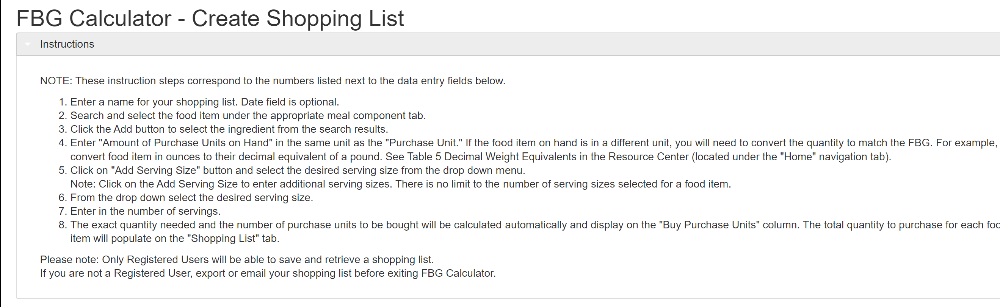 FBG Calculator - Create Shopping List
Instructions
NOTE: These instruction steps correspond to the numbers listed next to the data entry fields below.
1. Enter a name for your shopping list. Date field is optional.
2. Search and select the food item under the appropriate meal component tab.
3. Click the Add button to select the ingredient from the search results.
4. Enter "Amount of Purchase Units on Hand" in the same unit as the "Purchase Unit." If the food item on hand is in a different unit, you will need to convert the quantity to match the FBG. For example,
convert food item in ounces to their decimal equivalent of a pound. See Table 5 Decimal Weight Equivalents in the Resource Center (located under the "Home" navigation tab).
5. Click on "Add Serving Size" button and select the desired serving size from the drop down menu.
Note: Click on the Add Serving Size to enter additional serving sizes. There is no limit to the number of serving sizes selected for a food item.
6. From the drop down select the desired serving size.
7. Enter in the number of servings.
8. The exact quantity needed and the number of purchase units to be bought will be calculated automatically and display on the "Buy Purchase Units" column. The total quantity to purchase for each
item will populate on the "Shopping List" tab.
Please note: Only Registered Users will be able to save and retrieve a shopping list.
If you are not a Registered User, export or email your shopping list before exiting FBG Calculator.